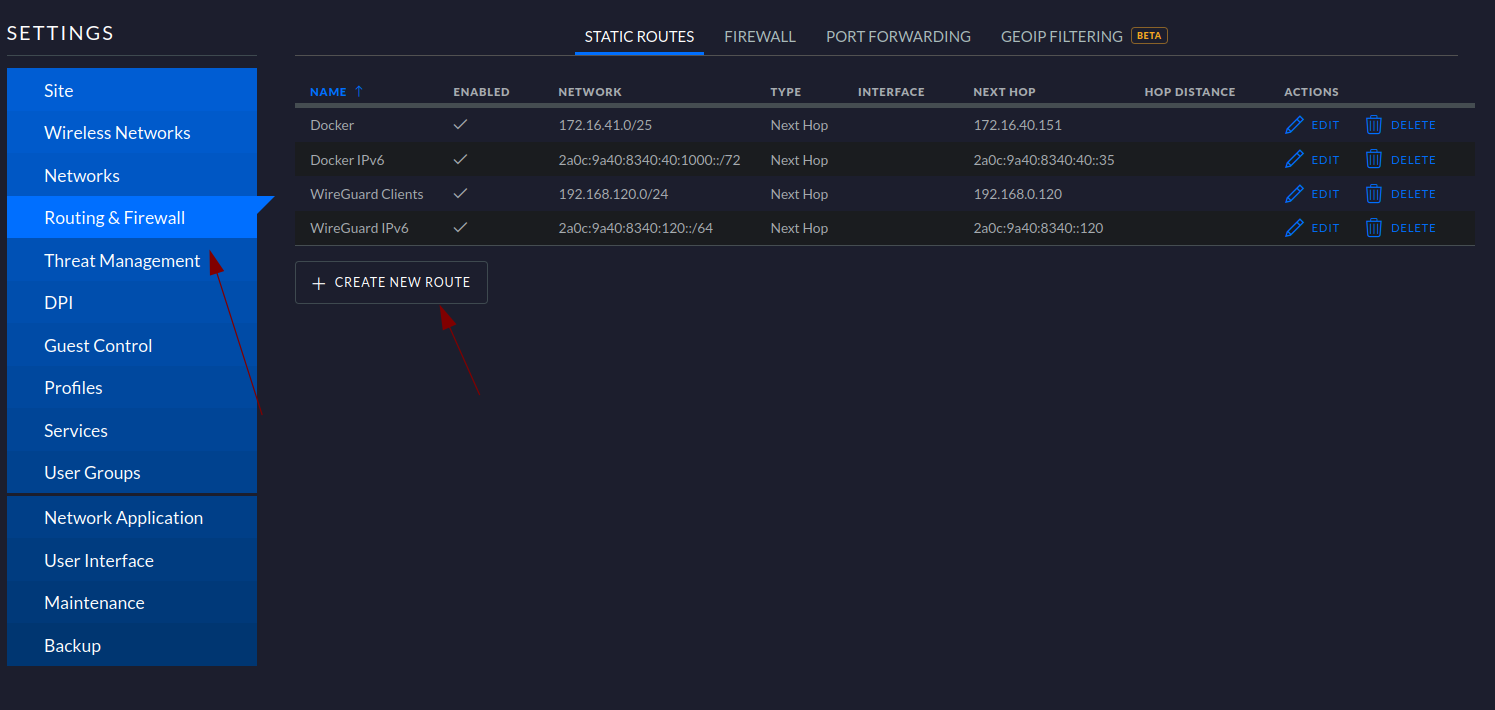 SETTINGS
Site
Wireless Networks
Networks
Routing & Firewall
Threat Management
DPI
Guest Control
Profiles
Services
User Groups
Network Application
User Interface
Maintenance
Backup
STATIC ROUTES FIREWALL PORT FORWARDING GEOIP FILTERING BETA
NAME ↑ ENABLED NETWORK TYPE INTERFACE NEXT HOP HOP DISTANCE ACTIONS
Docker 172.16.41.0/25 Next Hop 172.16.40.151 EDIT DELETE
Docker IPv6 2a0c:9a40:8340:40:1000::/72 Next Hop 2a0c:9a40:8340:40::35 EDIT DELETE
WireGuard Clients 192.168.120.0/24 Next Hop 192.168.0.120 EDIT DELETE
WireGuard IPv6 2a0c:9a40:8340:120::/64 Next Hop 2a0c:9a40:8340::120 EDIT DELETE
+ CREATE NEW ROUTE